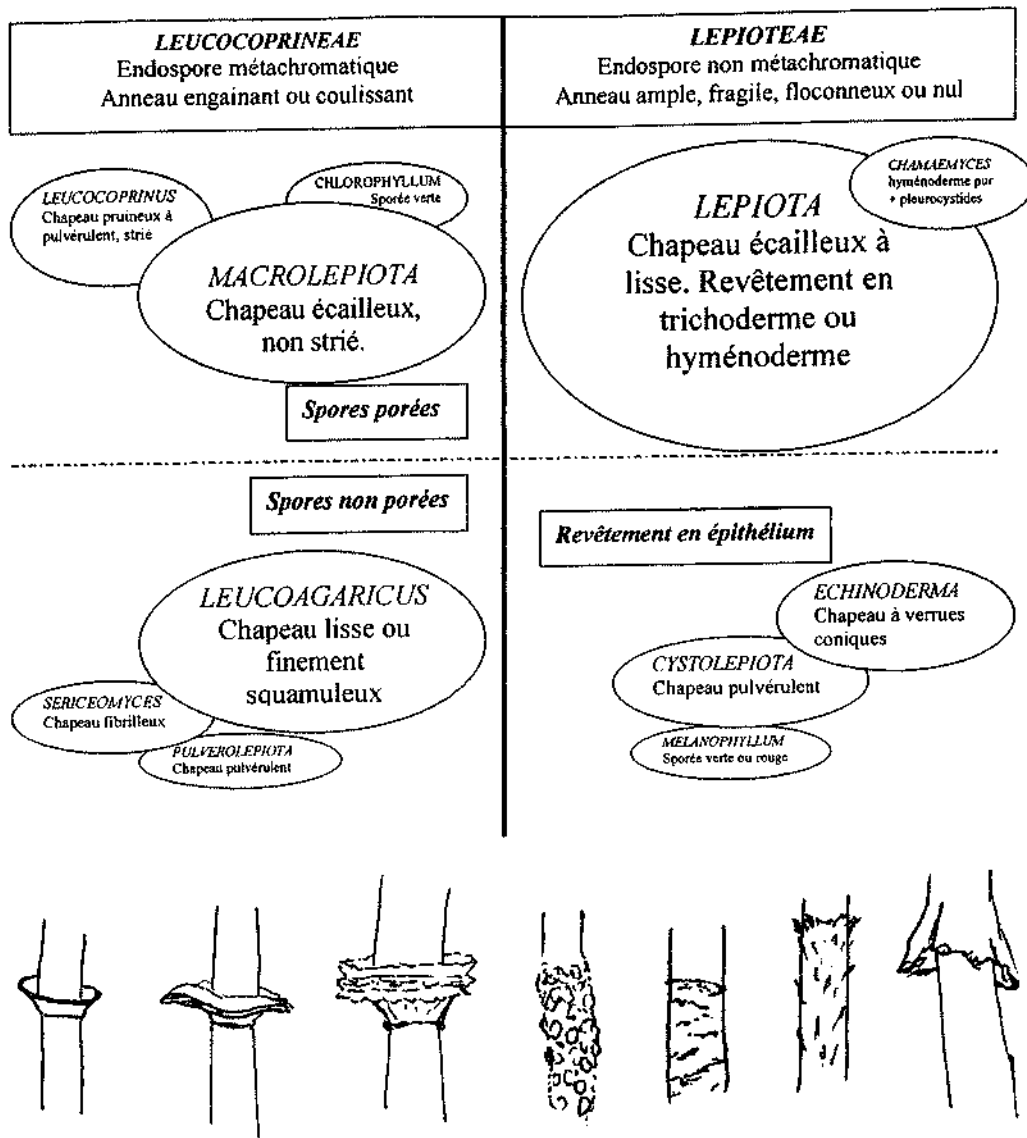 LEUCOCOPRINEAE
Endospore métachromatique
Anneau engainant ou coulissant
LEPIOTEAE
Endospore non métachromatique
Anneau ample, fragile, floconneux ou nul
LEUCOCOPRINUS
Chapeau pruineux à
pulvérulent, strié
CHLOROPHYLLUM
Sporée verte
MACROLEPIOTA
Chapeau écailleux,
non strié.
Spores porées
CHAMAEMYCES
hyménoderme pur
+ pleurocystides
LEPIOTA
Chapeau écailleux à
lisse. Revêtement en
trichoderme ou
hyménoderme
Spores non porées
LEUCOAGARICUS
Chapeau lisse ou
finement
squamuleux
SERICEOMYCES
Chapeau fibrilleux
PULVEROLEPIOTA
Chapeau pulvérulent
Revêtement en épithélium
ECHINODERMA
Chapeau à verrues
coniques
CYSTOLEPIOTA
Chapeau pulvérulent
MELANOPHYLLUM
Sporée verte ou rouge